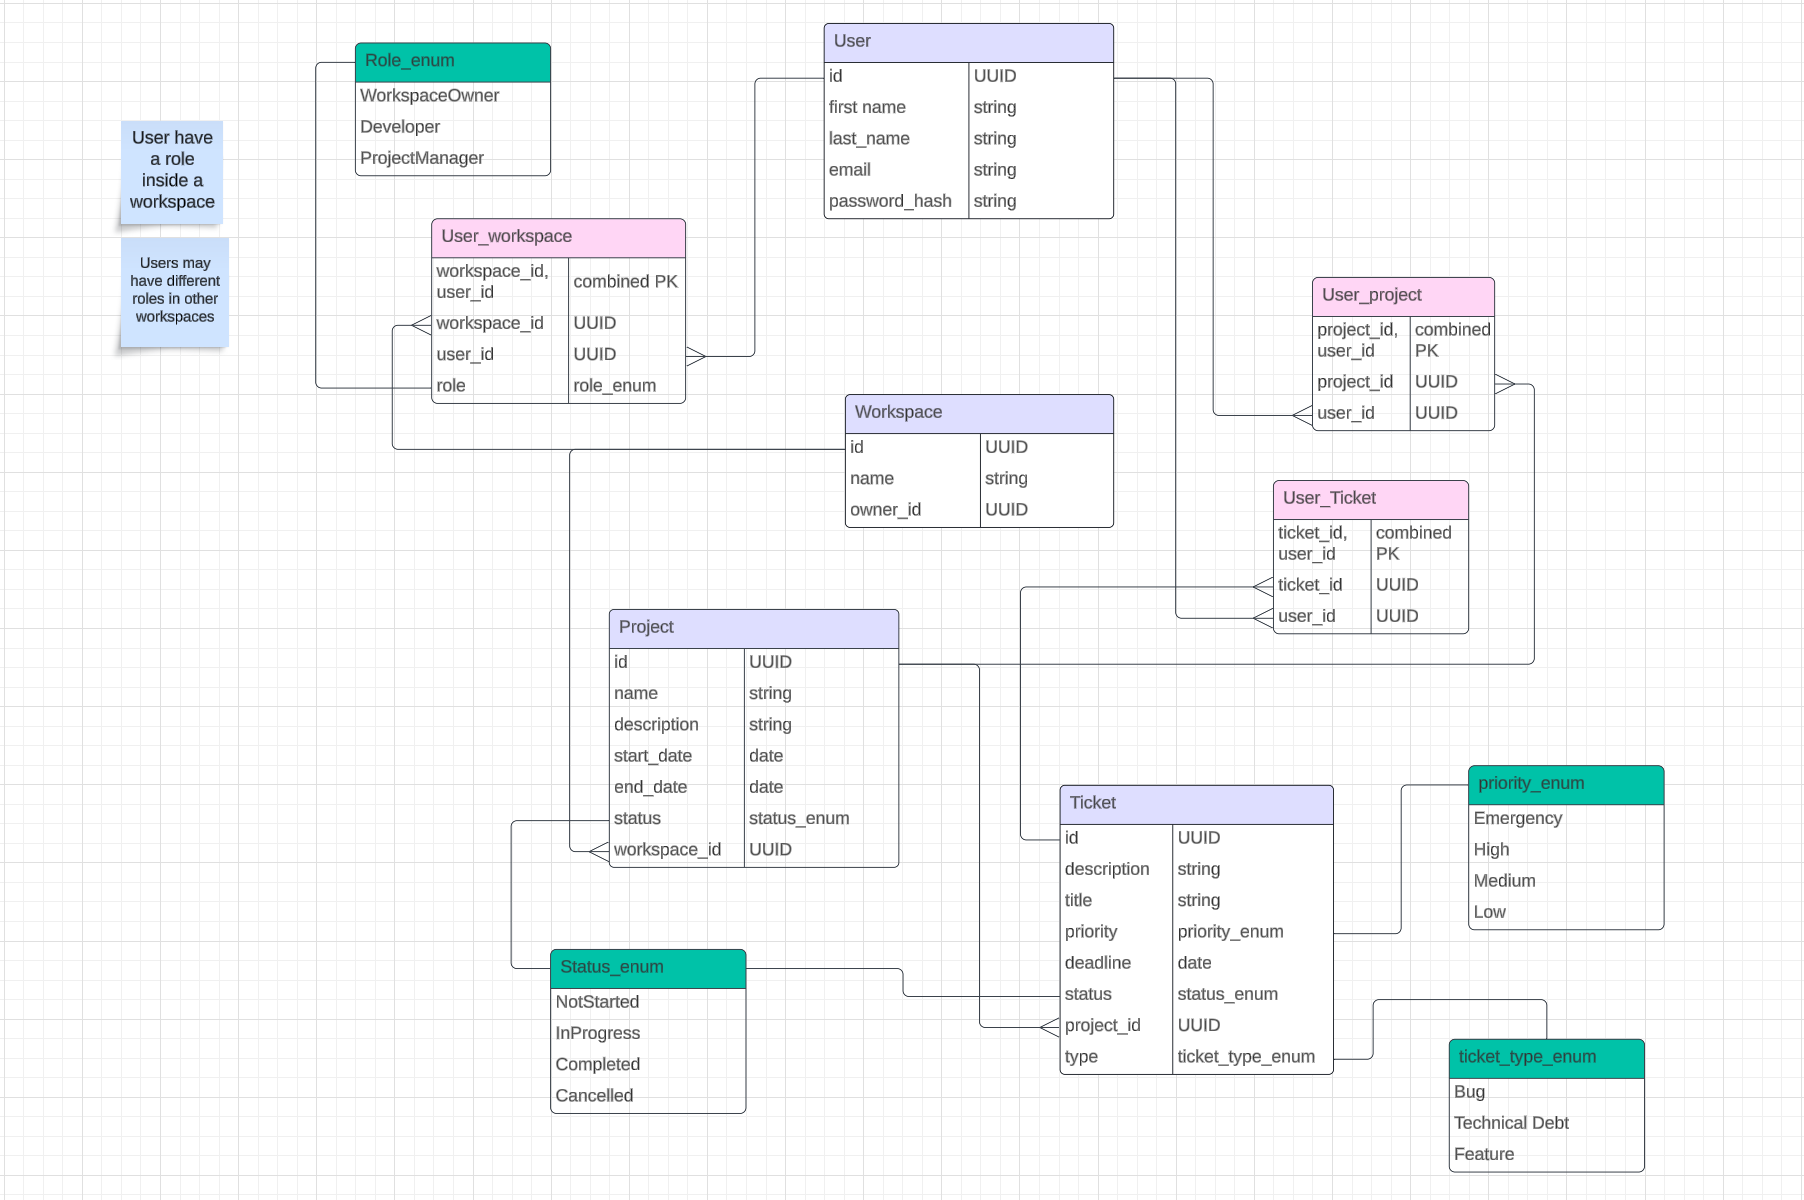 Role_enum
WorkspaceOwner
Developer
ProjectManager
User have
a role
inside a
workspace
Users may
have different
roles in other
workspaces
User
id UUID
first name string
last_name string
email string
password_hash string
User_workspace
workspace_id,
user_id combined PK
workspace_id UUID
user_id UUID
role role_enum
User_project
project_id, combined
user_id PK
project_id UUID
user_id UUID
Workspace
id UUID
name string
owner_id UUID
User_Ticket
ticket_id, combined
user_id PK
ticket_id UUID
user_id UUID
Project
id UUID
name string
description string
start_date date
end_date date
status status_enum
workspace_id UUID
Ticket
id UUID
description string
title string
priority priority_enum
deadline date
status status_enum
project_id UUID
type ticket_type_enum
priority_enum
Emergency
High
Medium
Low
Status_enum
NotStarted
InProgress
Completed
Cancelled
ticket_type_enum
Bug
Technical Debt
Feature